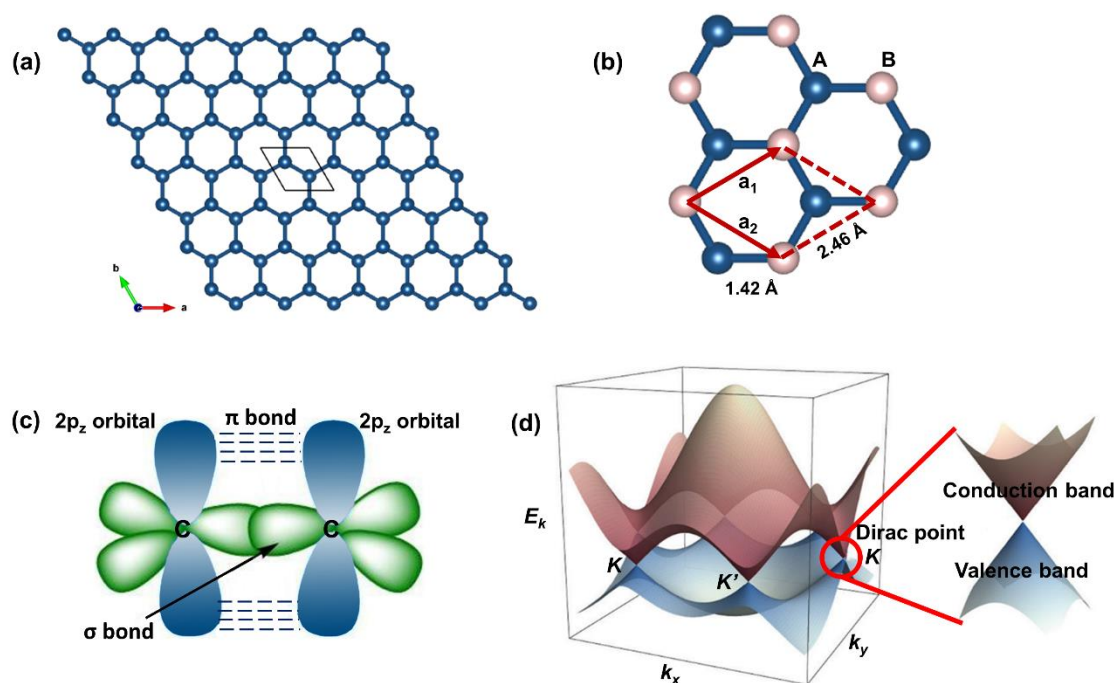 (a)
b
c
a
(b)
A
B
a1
a2
2.46 Å
1.42 Å
(c)
2pz orbital
π bond
2pz orbital
C
C
σ bond
(d)
Ek
Conduction band
Dirac point
K
K'
K
Valence band
ky
kx